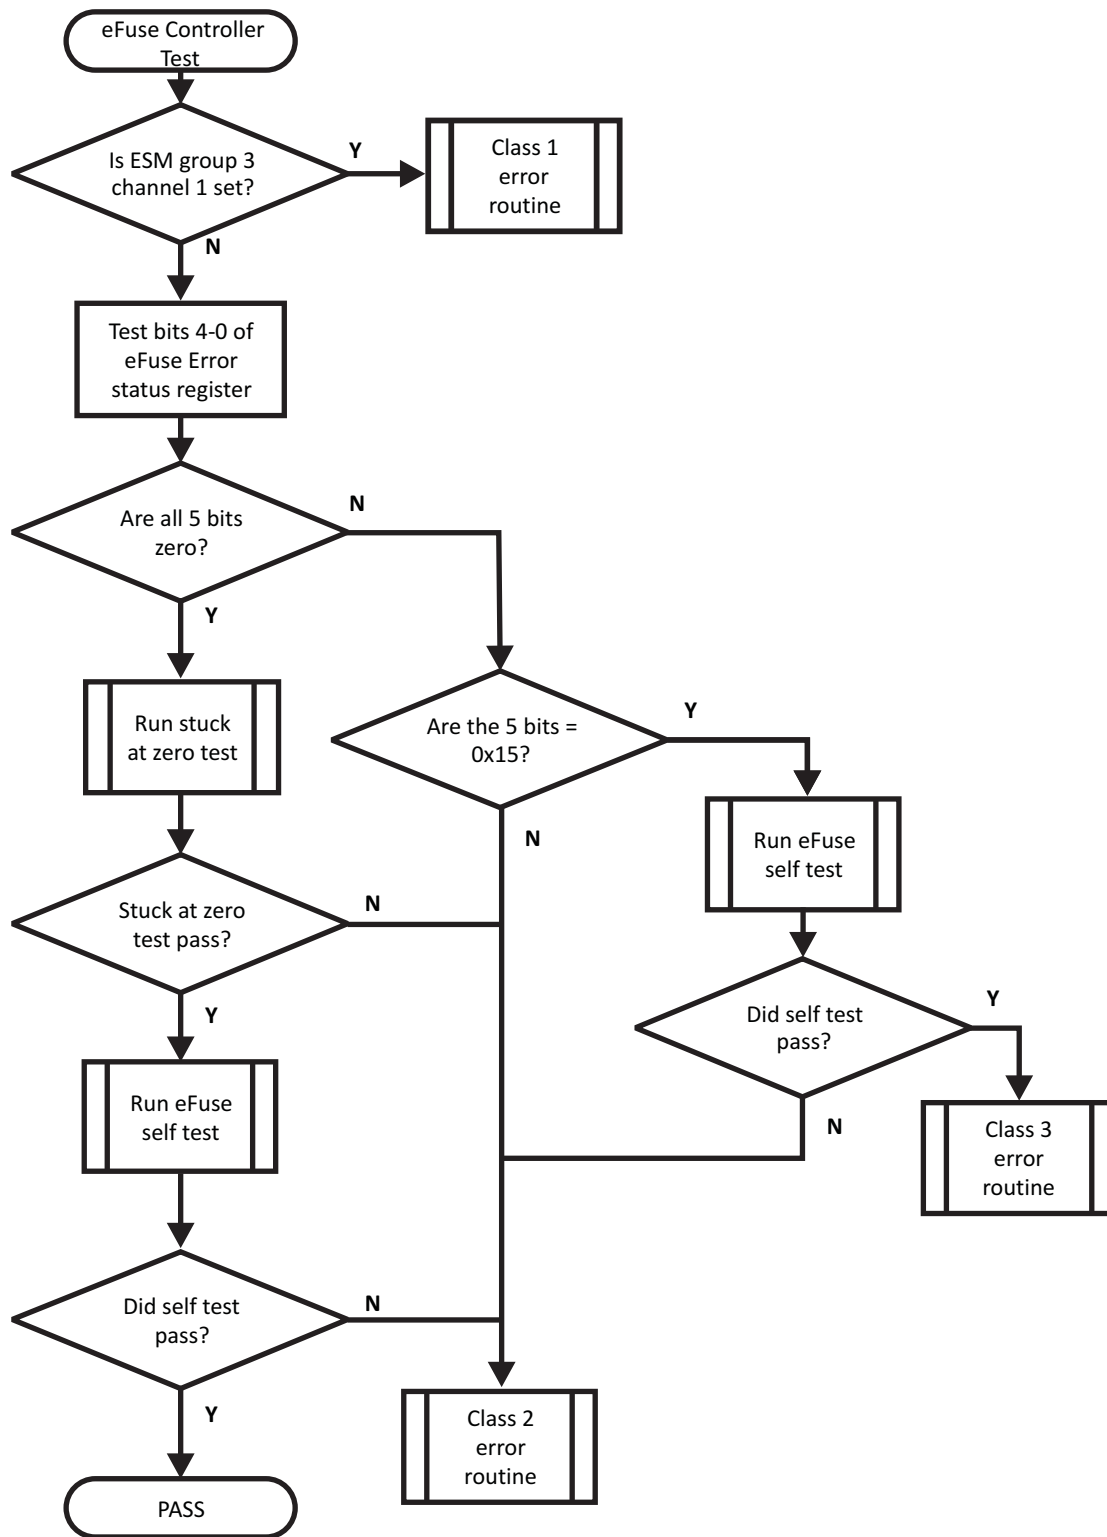 eFuse Controller
Test
Is ESM group 3
channel 1 set?
Y
Class 1
error
routine
N
Test bits 4-0 of
eFuse Error
status register
Are all 5 bits
zero?
N
Y
Run stuck
at zero test
Are the 5 bits =
0x15?
Y
N
Run eFuse
self test
Stuck at zero
test pass?
N
Y
Did self test
pass?
Y
N
Class 3
error
routine
Run eFuse
self test
Did self test
pass?
N
Y
Class 2
error
routine
PASS